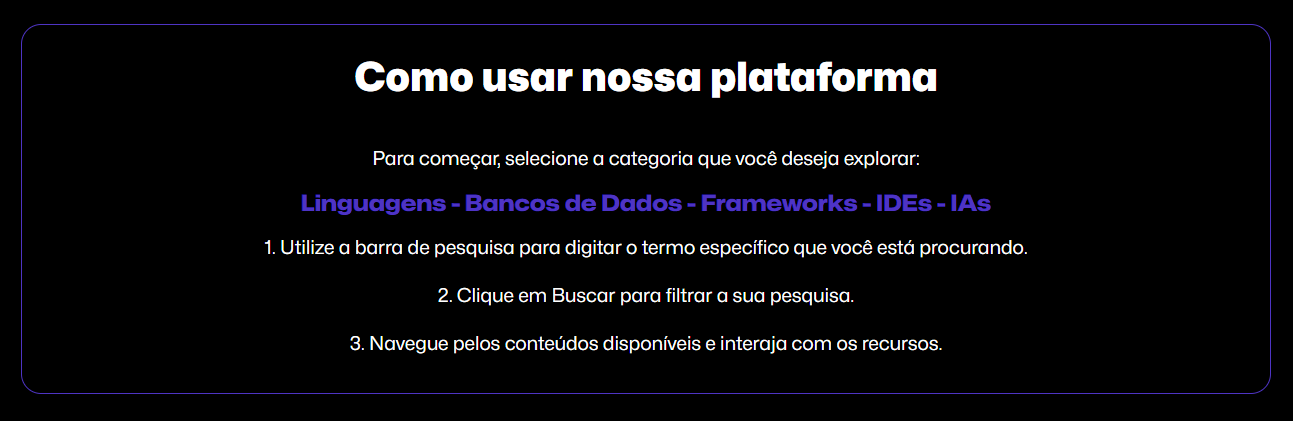 Como usar nossa plataforma
Para começar, selecione a categoria que você deseja explorar:
Linguagens - Bancos de Dados - Frameworks - IDEs - IAs
1. Utilize a barra de pesquisa para digitar o termo específico que você está procurando.
2. Clique em Buscar para filtrar a sua pesquisa.
3. Navegue pelos conteúdos disponíveis e interaja com os recursos.